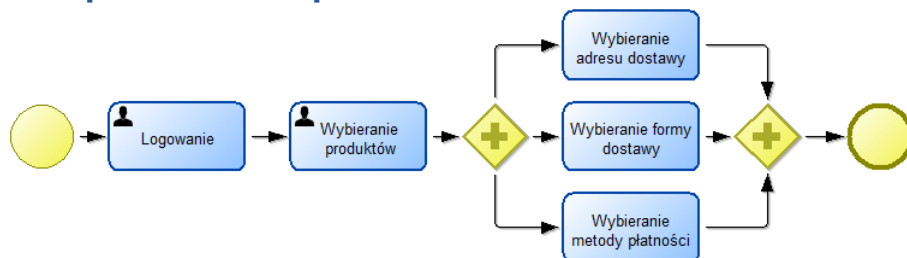 Logowanie
Wybieranie
produktów
Wybieranie
adresu dostawy
Wybieranie formy
dostawy
Wybieranie
metody płatności